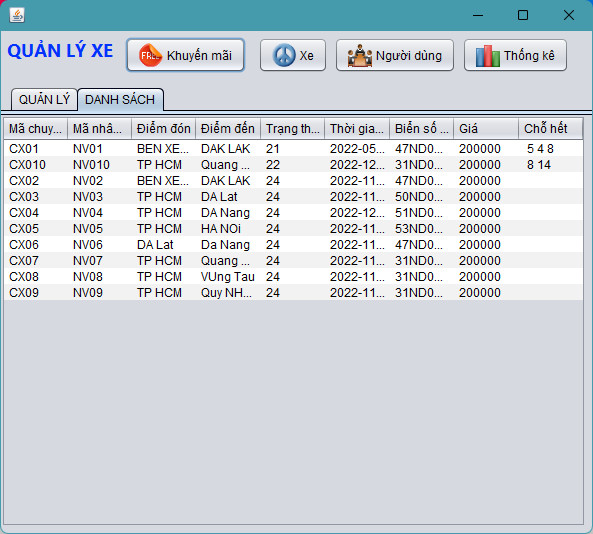 QUẢN LÝ XE
FREE Khuyến mãi Xe Người dùng Thống kê
QUẢN LÝ DANH SÁCH
Mã chuy... Mã nhâ... Điểm đón Điểm đến Trạng th... Thời gia... Biển số ... Giá Chỗ hết
CX01 NV01 BEN XE... DAK LAK 21 2022-05... 47ND0... 200000 5 4 8
CX010 NV010 TP HCM Quang ... 22 2022-12... 31ND0... 200000 8 14
CX02 NV02 BEN XE... DAK LAK 24 2022-11... 47ND0... 200000
CX03 NV03 TP HCM DA Lat 24 2022-11... 50ND0... 200000
CX04 NV04 TP HCM DA Nang 24 2022-12... 51ND0... 200000
CX05 NV05 TP HCM HA NOi 24 2022-11... 53ND0... 200000
CX06 NV06 DA Lat Da Nang 24 2022-11... 47ND0... 200000
CX07 NV07 TP HCM Quang ... 24 2022-11... 31ND0... 200000
CX08 NV08 TP HCM VUng Tau 24 2022-11... 31ND0... 200000
CX09 NV09 TP HCM Quy NH... 24 2022-11... 31ND0... 200000